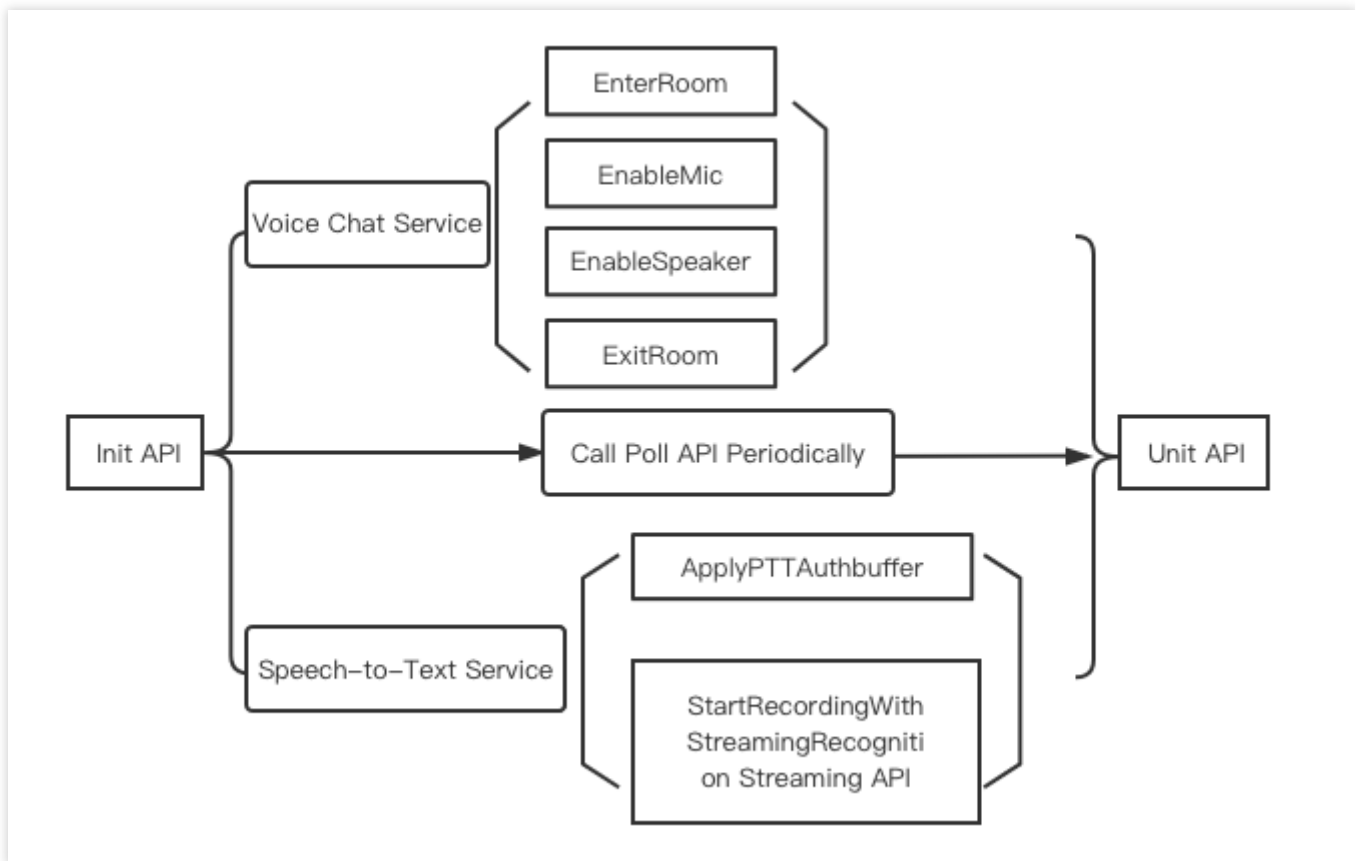 EnterRoom
EnableMic
Voice Chat Service
EnableSpeaker
ExitRoom
Init API
Call Poll API Periodically
Unit API
ApplyPTTAuthbuffer
Speech-to-Text Service
StartRecordingWith
StreamingRecogniti
on Streaming API